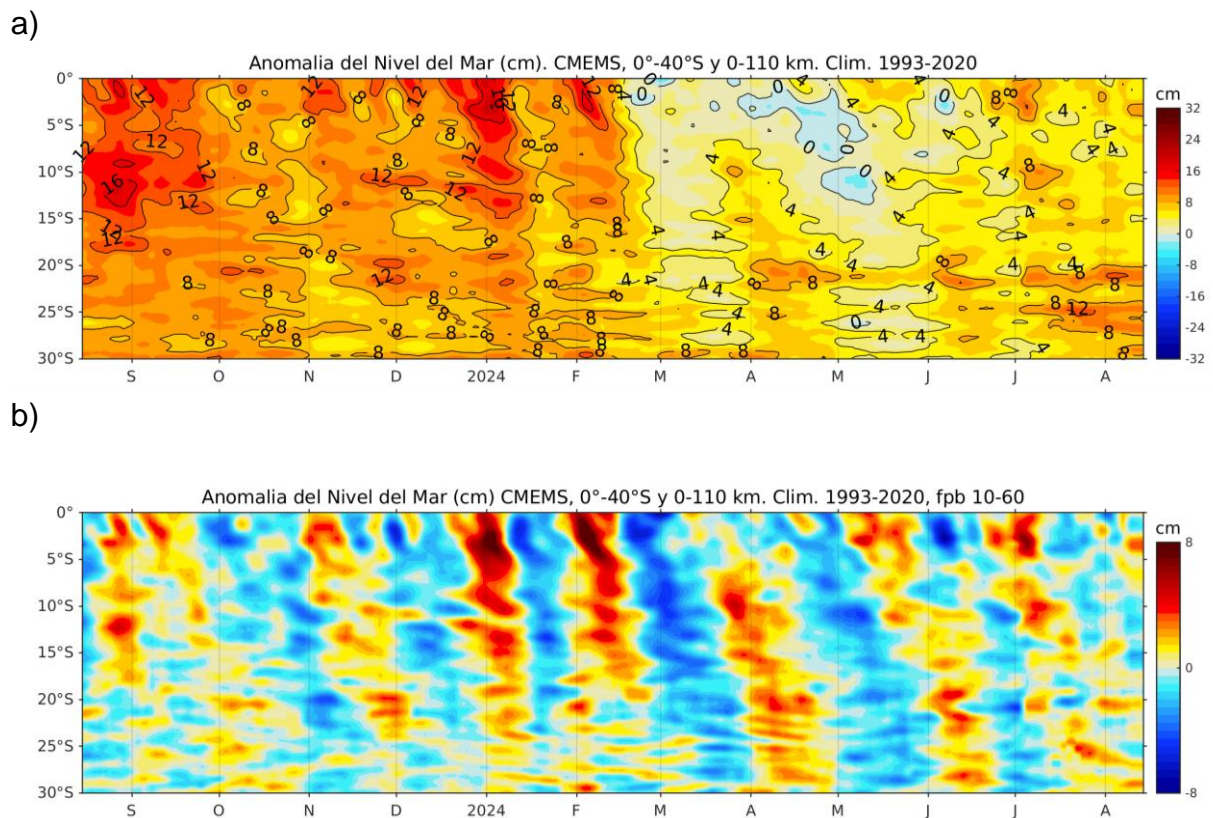 a)
Anomalia del Nivel del Mar (cm). CMEMS, 0°-40°S y 0-110 km. Clim. 1993-2020
cm
0°
5°S
10°S
15°S
20°S
25°S
30°S
S O N D 2024 F M A M J J A
32
24
16
8
0
-8
-16
-24
-32
b)
Anomalia del Nivel del Mar (cm) CMEMS, 0°-40°S y 0-110 km. Clim. 1993-2020, fpb 10-60
cm
0°
5°S
10°S
15°S
20°S
25°S
30°S
S O N D 2024 F M A M J J A
8
0
-8